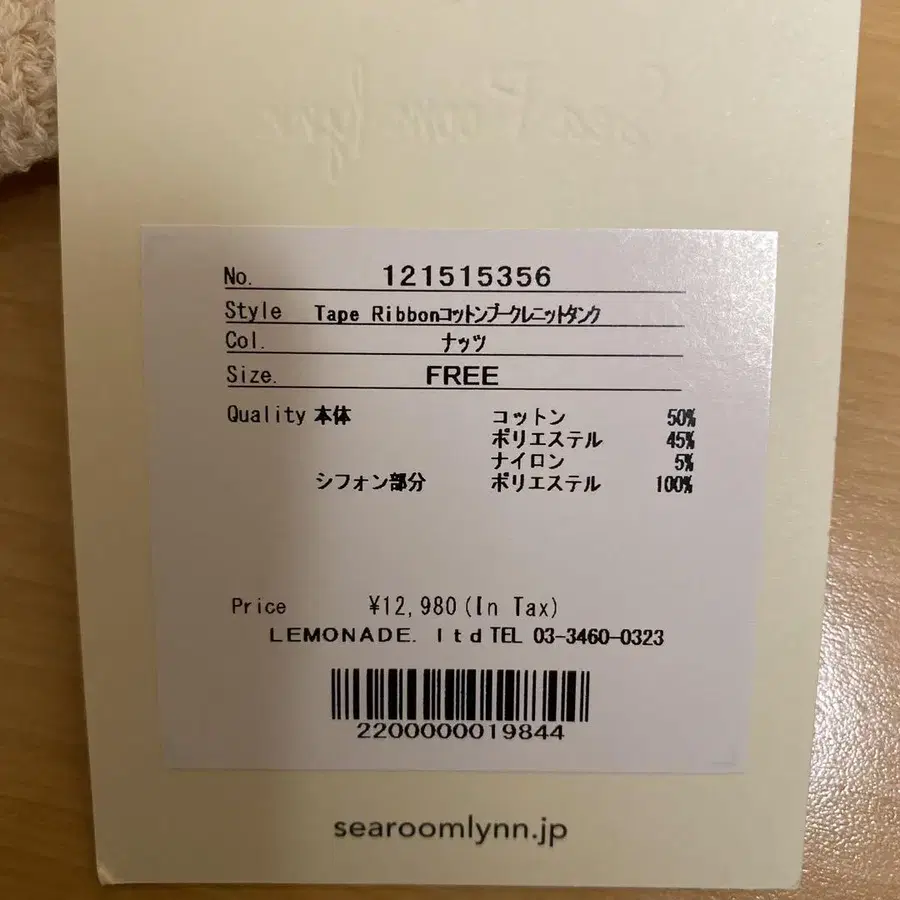 No. 121515356
Style Tape Ribbonコットンブークレニットタンク
Col. ナッツ
Size. FREE
Quality 本体 コットン 50%
ポリエステル 45%
ナイロン 5%
シフォン部分 ポリエステル 100%
Price ¥12,980(In Tax)
LEMONADE. ltd TEL 03-3460-0323
2200000019844
searoomlynn.jp